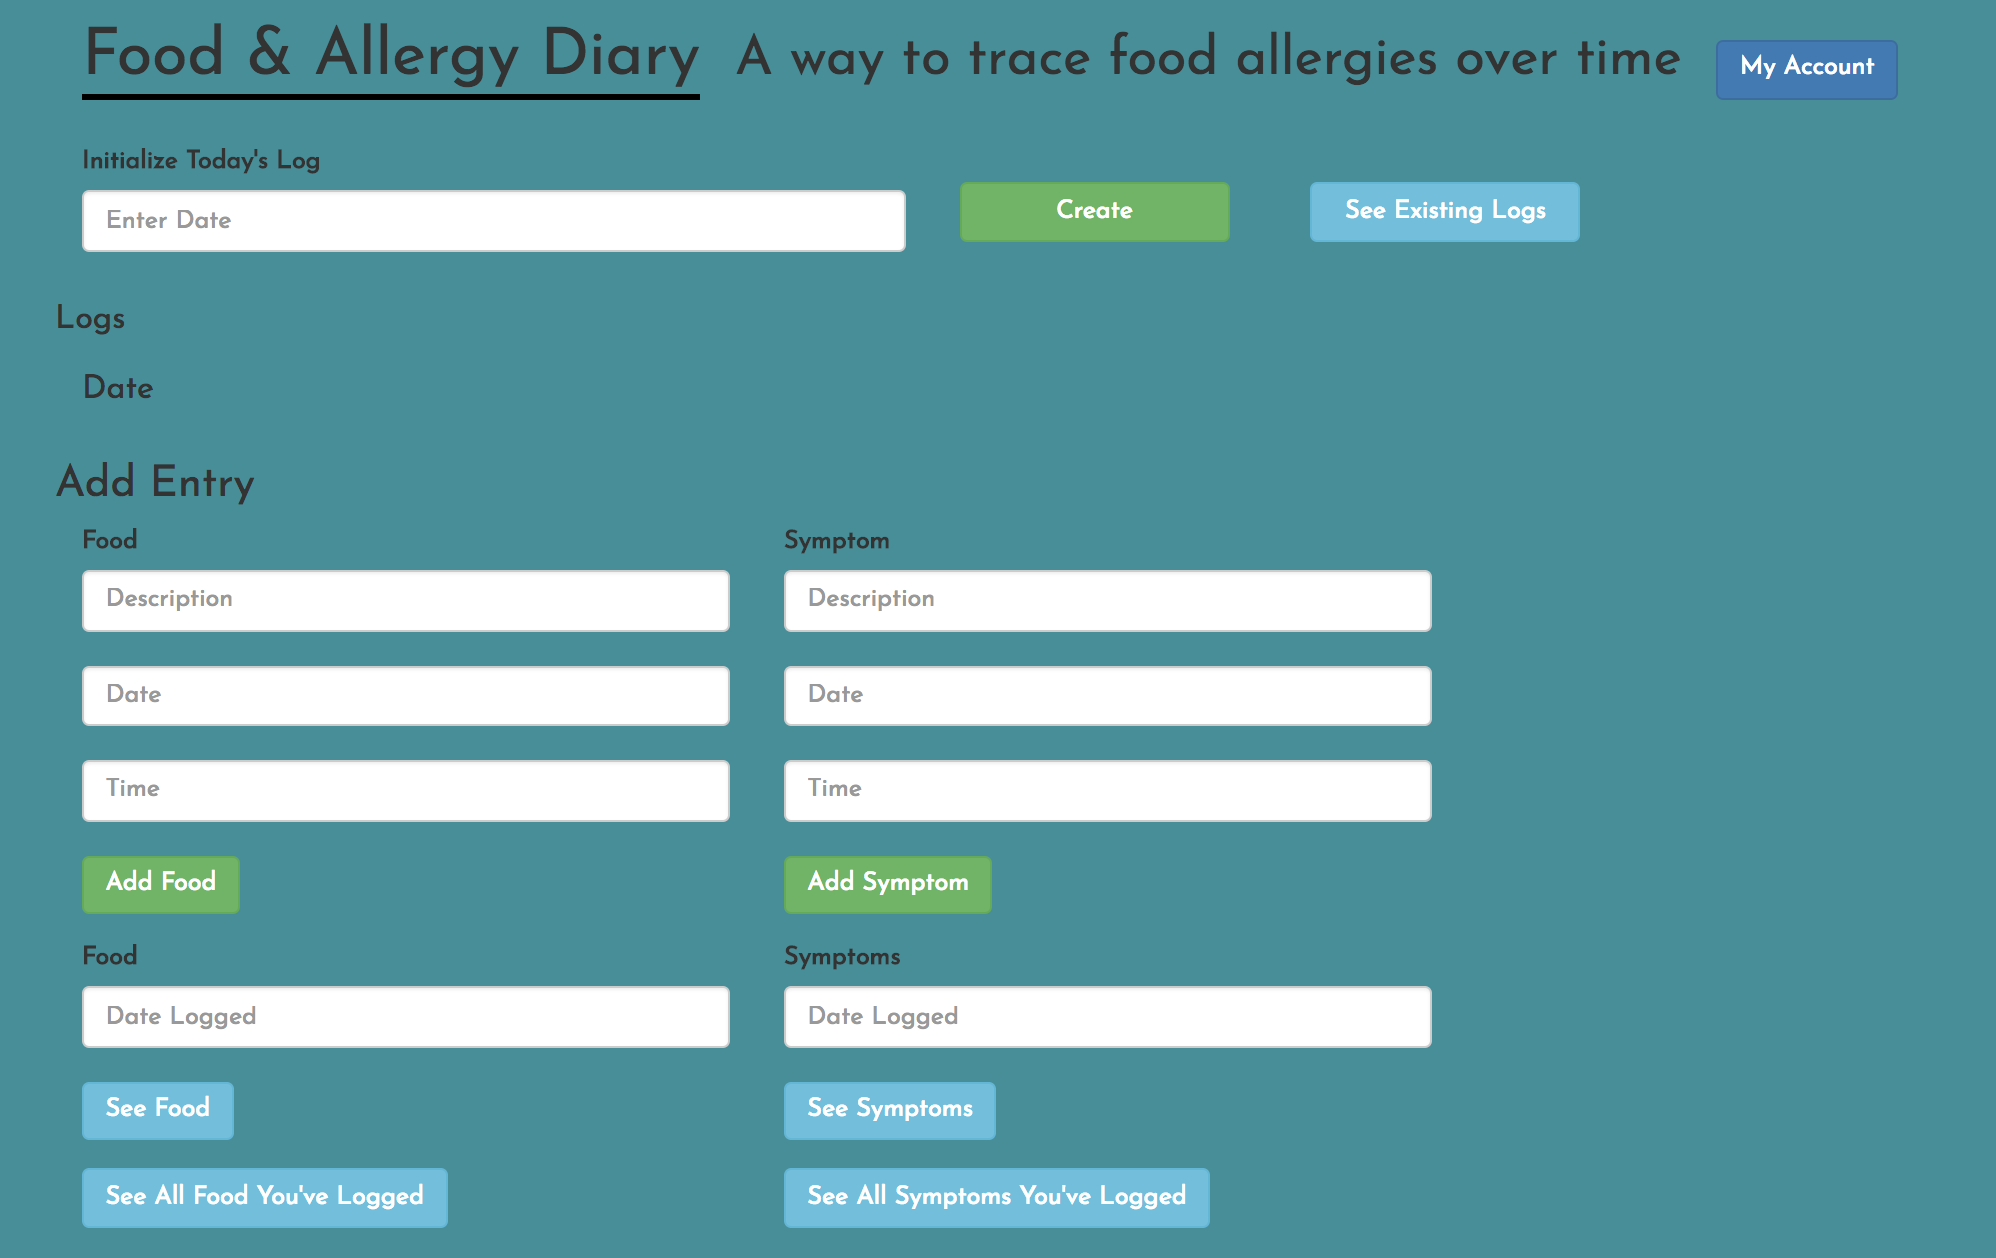 Food & Allergy Diary A way to trace food allergies over time My Account
Initialize Today's Log
Enter Date Create See Existing Logs
Logs
Date
Add Entry
Food Symptom
Description Description
Date Date
Time Time
Add Food Add Symptom
Food Symptoms
Date Logged Date Logged
See Food See Symptoms
See All Food You've Logged See All Symptoms You've Logged